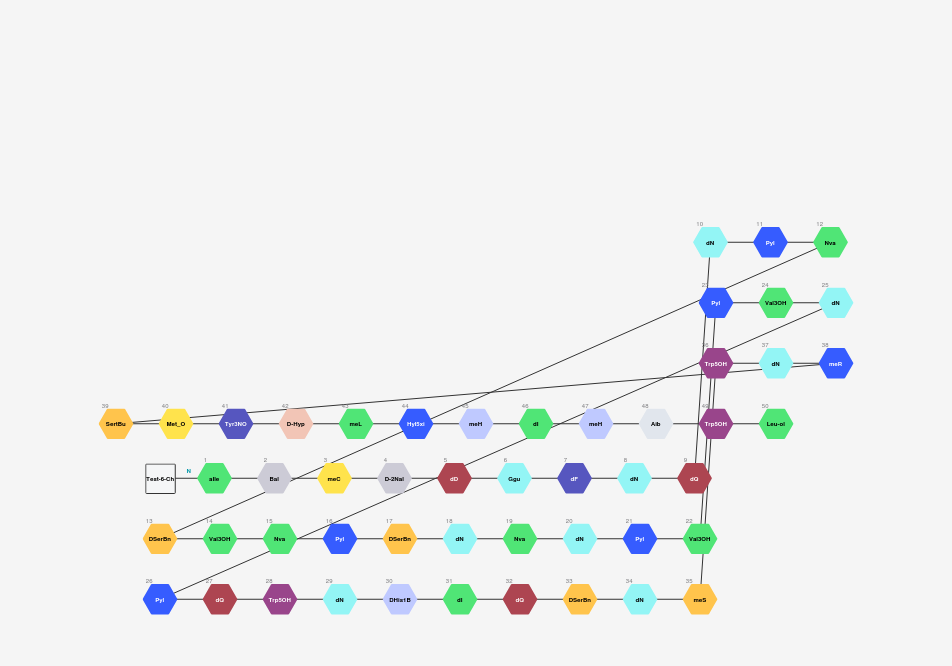 10 11 12
dN Pyl Nva
23 24 25
Pyl Val3OH dN
36 37 38
Trp5OH dN meR
39 40 41 42 43 44 45 46 47 48 49 50
SertBu Met_O Tyr3NO D-Hyp meL meH dI meH Aib Trp5OH Leu-ol
N 1 2 3 4 5 6 7 8 9
Test-6-Ch aIle Bal meC D-2Nal dD Ggu dF dN dQ
13 14 15 16 17 18 19 20 21 22
DSerBn Val3OH Nva Pyl DSerBn dN Nva dN Pyl Val3OH
26 27 28 29 30 31 32 33 34 35
Pyl dQ Trp5OH dN dI dQ DSerBn dN meS